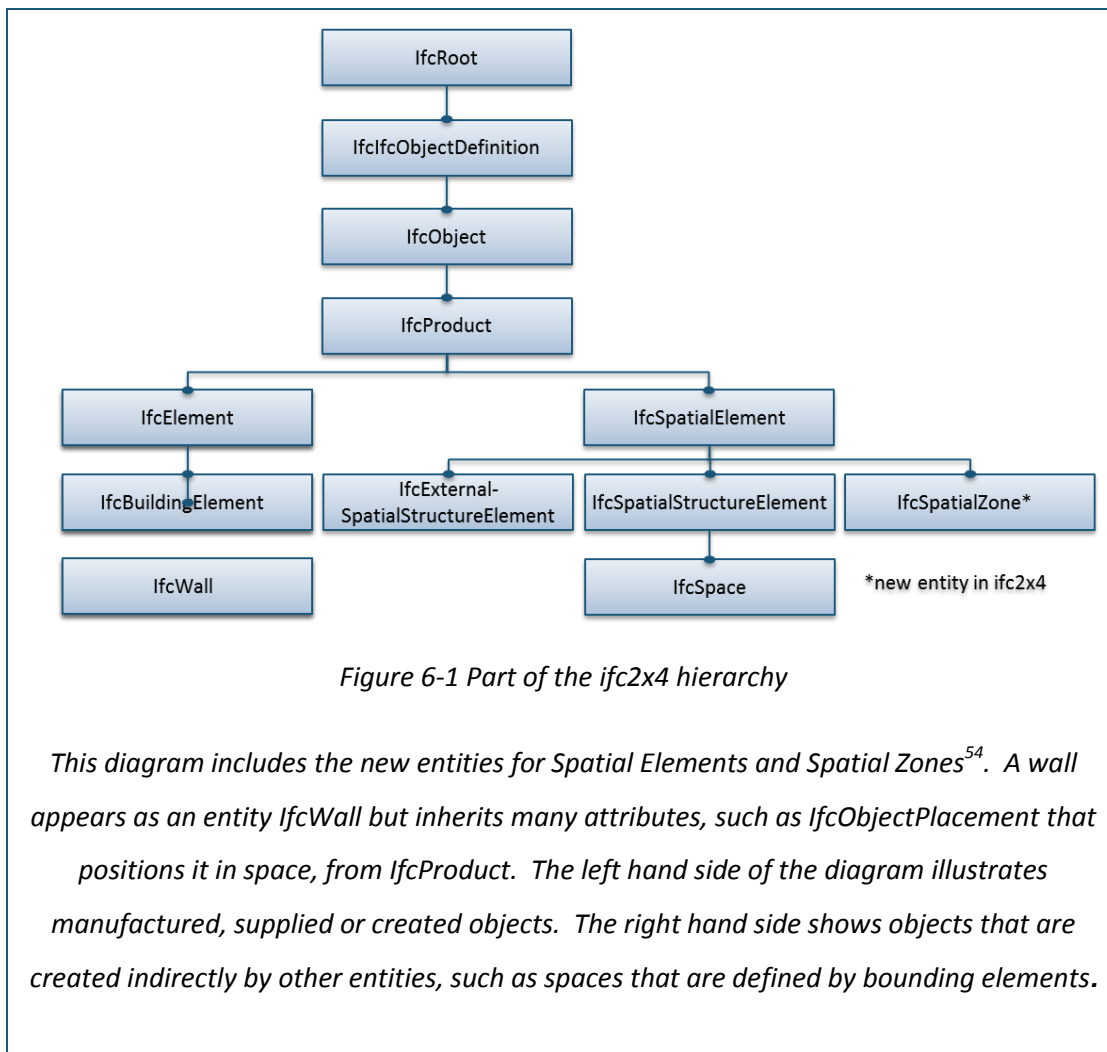 IfcRoot
IfcIfcObjectDefinition
IfcObject
IfcProduct
IfcElement
IfcSpatialElement
IfcBuildingElement
IfcExternal-
SpatialStructureElement
IfcSpatialStructureElement
IfcSpatialZone*
IfcWall
IfcSpace
*new entity in ifc2x4
Figure 6-1 Part of the ifc2x4 hierarchy
This diagram includes the new entities for Spatial Elements and Spatial Zones54. A wall
appears as an entity IfcWall but inherits many attributes, such as IfcObjectPlacement that
positions it in space, from IfcProduct. The left hand side of the diagram illustrates
manufactured, supplied or created objects. The right hand side shows objects that are
created indirectly by other entities, such as spaces that are defined by bounding elements.